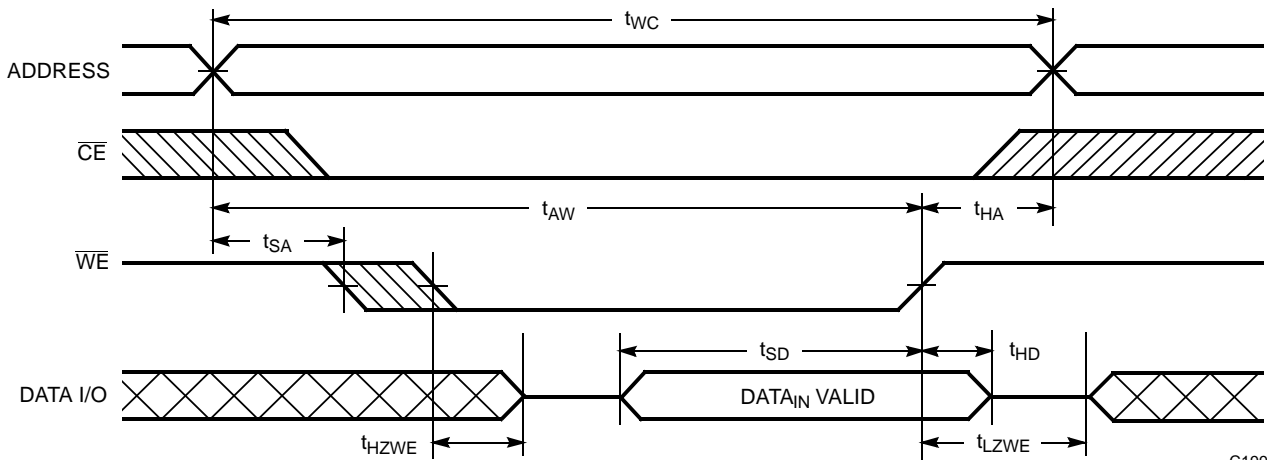 tWC
ADDRESS
CE
tAW
tHA
tSA
WE
tSD
tHD
DATA I/O
DATAIN VALID
tHZWE
tLZWE